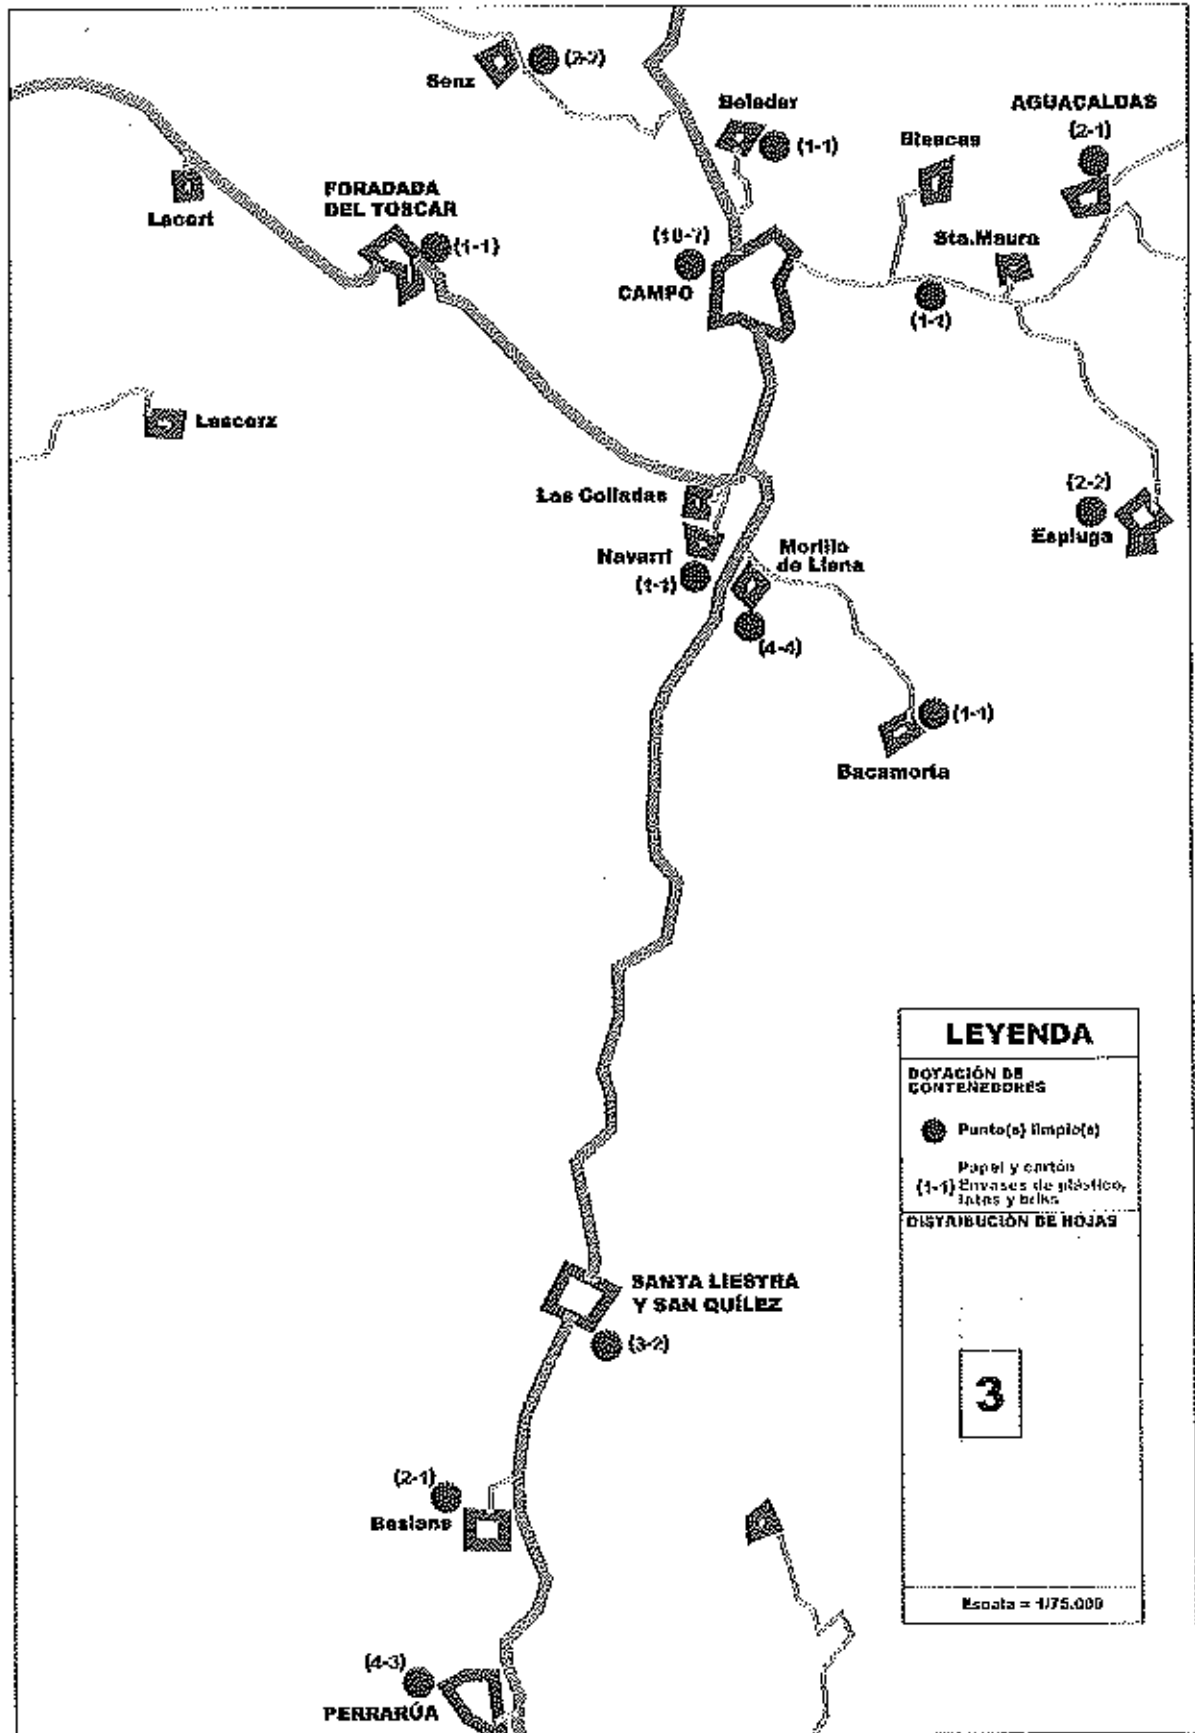 Senz
(2-2)
Beleder
(1-1)
AGUACALDAS
(2-1)
Biescas
Lacort
FORADADA
DEL TOSCAR
(1-1)
(10-7)
CAMPO
Sta.Maura
(1-1)
Lascorz
Las Colladas
Navarri
(1-1)
Morillo
de Liena
(4-4)
(2-2)
Espluga
(1-1)
Bacamorta
SANTA LIESTRA
Y SAN QUÍLEZ
(3-2)
(2-1)
Besians
(4-3)
PERRARÚA
LEYENDA
DOTACIÓN DE
CONTENEDORES
Punto(s) limpio(s)
Papel y cartón
(1-1) Envases de plástico,
latas y briks
DISTRIBUCIÓN DE HOJAS
3
Escala = 1/75.000